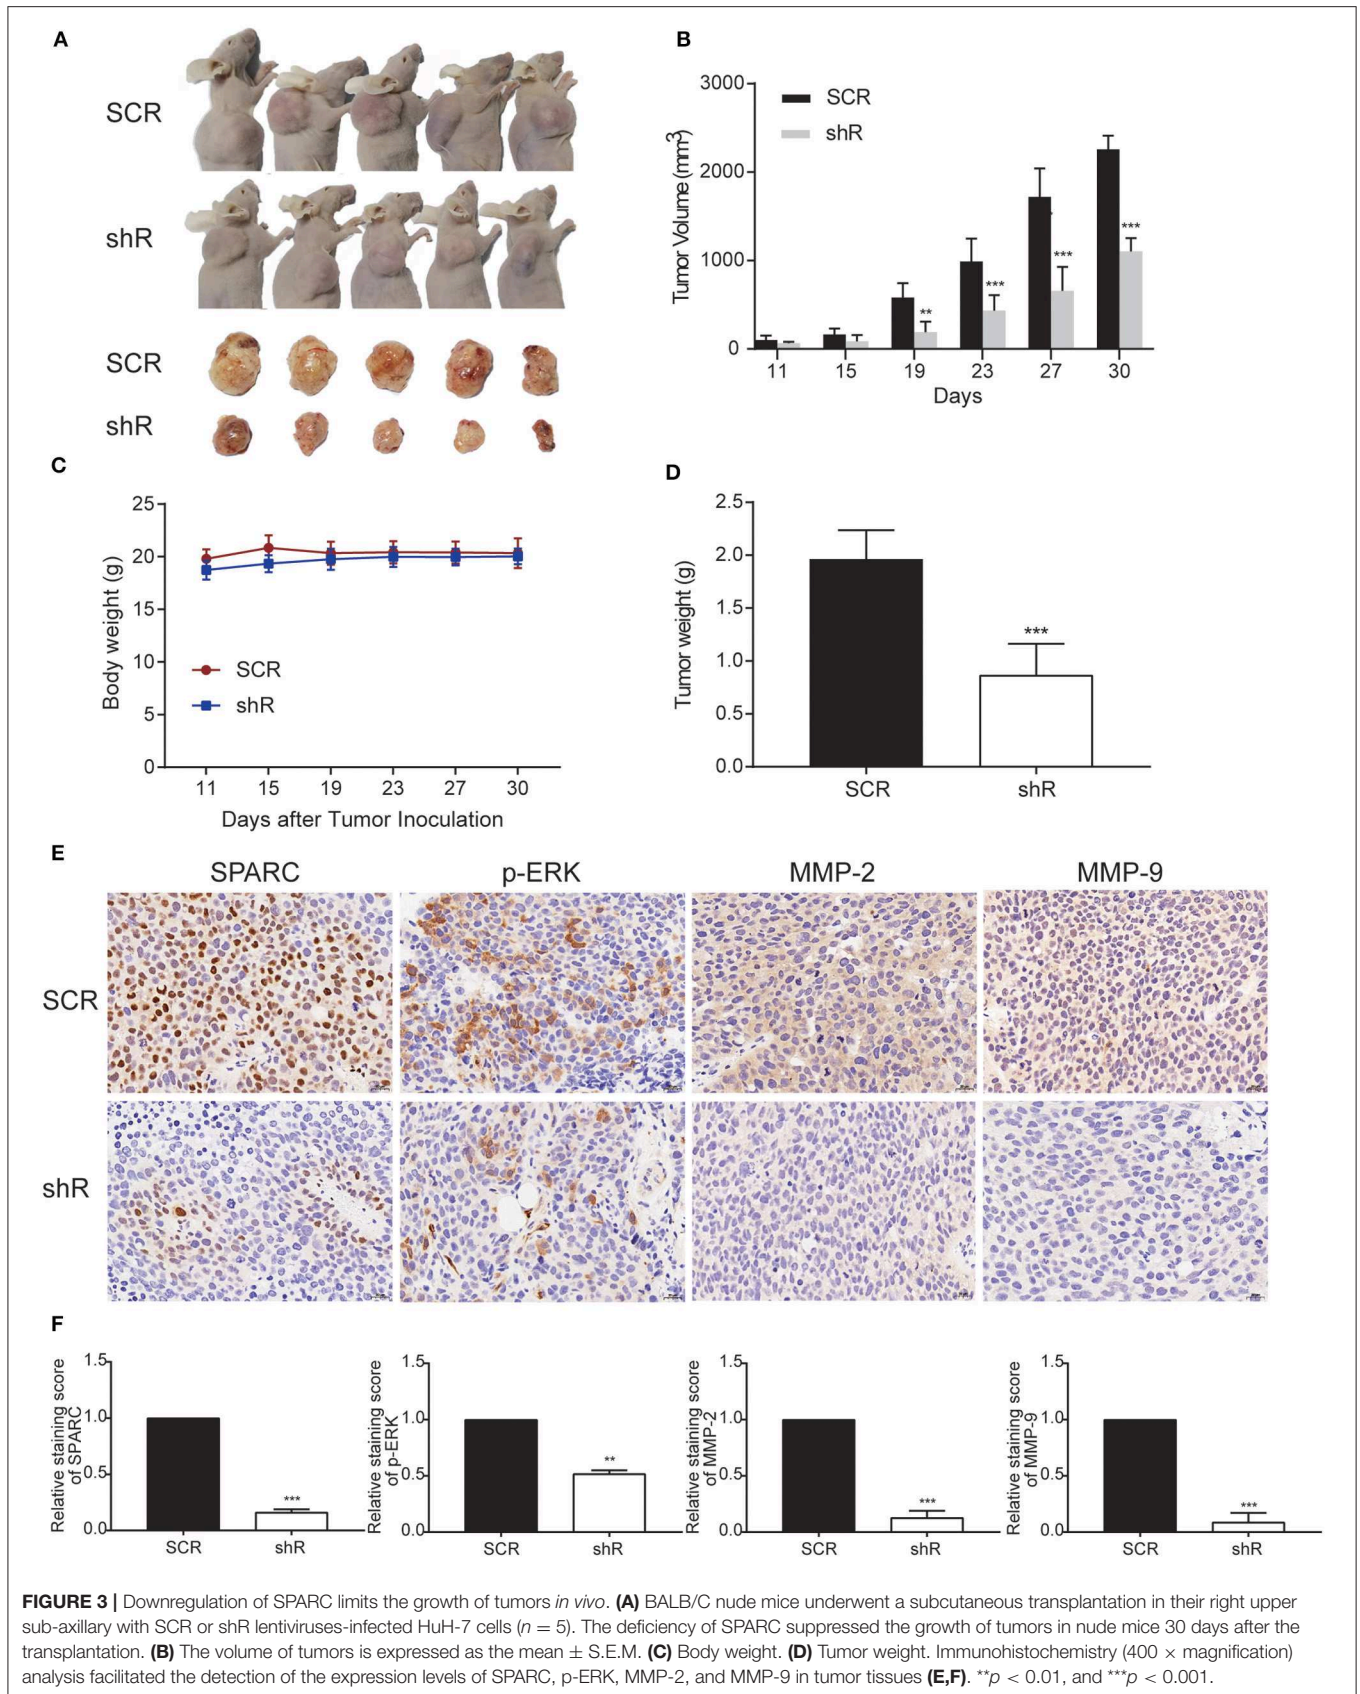 A
SCR
shR
SCR
shR
B
3000
2000
1000
0
Tumor Volume (mm³)
SCR
shR
**
***
***
***
11 15 19 23 27 30
Days
C
25
20
15
10
5
0
Body weight (g)
SCR
shR
11 15 19 23 27 30
Days after Tumor Inoculation
D
2.5
2.0
1.5
1.0
0.5
0.0
Tumor weight (g)
***
SCR shR
E
SPARC p-ERK MMP-2 MMP-9
SCR
shR
F
Relative staining score
of SPARC
1.5
1.0
0.5
0.0
***
SCR shR
Relative staining score
of p-ERK
1.5
1.0
0.5
0.0
**
SCR shR
Relative staining score
of MMP-2
1.5
1.0
0.5
0.0
***
SCR shR
Relative staining score
of MMP-9
1.5
1.0
0.5
0.0
***
SCR shR
FIGURE 3 | Downregulation of SPARC limits the growth of tumors in vivo. (A) BALB/C nude mice underwent a subcutaneous transplantation in their right upper
sub-axillary with SCR or shR lentiviruses-infected HuH-7 cells (n = 5). The deficiency of SPARC suppressed the growth of tumors in nude mice 30 days after the
transplantation. (B) The volume of tumors is expressed as the mean ± S.E.M. (C) Body weight. (D) Tumor weight. Immunohistochemistry (400 × magnification)
analysis facilitated the detection of the expression levels of SPARC, p-ERK, MMP-2, and MMP-9 in tumor tissues (E,F). **p < 0.01, and ***p < 0.001.